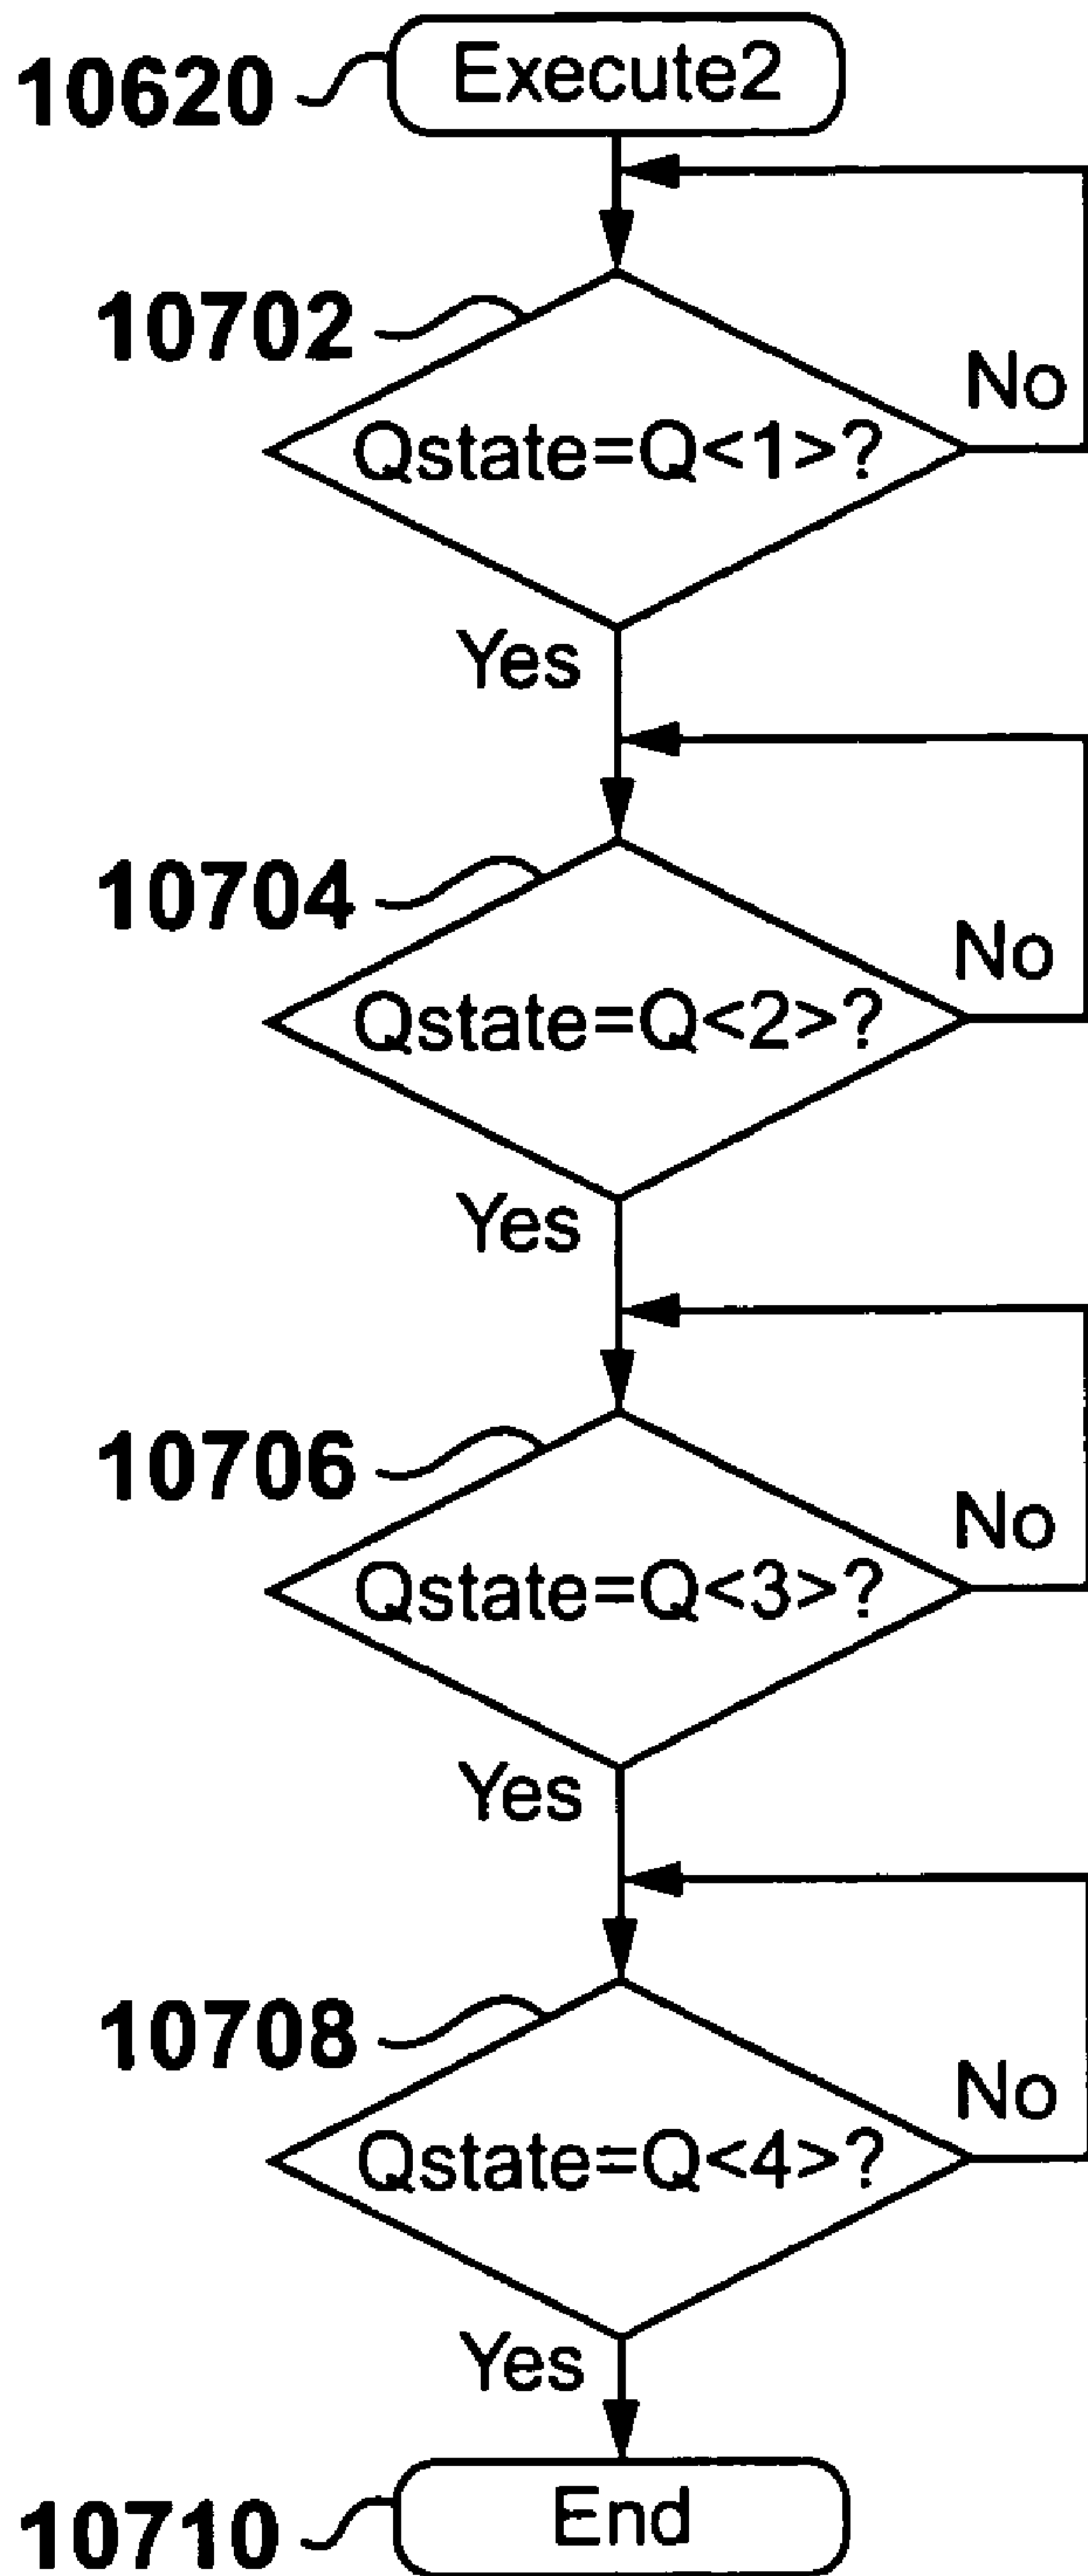 10620
Execute2
10702
No
Qstate=Q<1>?
Yes
10704
No
Qstate=Q<2>?
Yes
10706
No
Qstate=Q<3>?
Yes
10708
No
Qstate=Q<4>?
Yes
10710
End